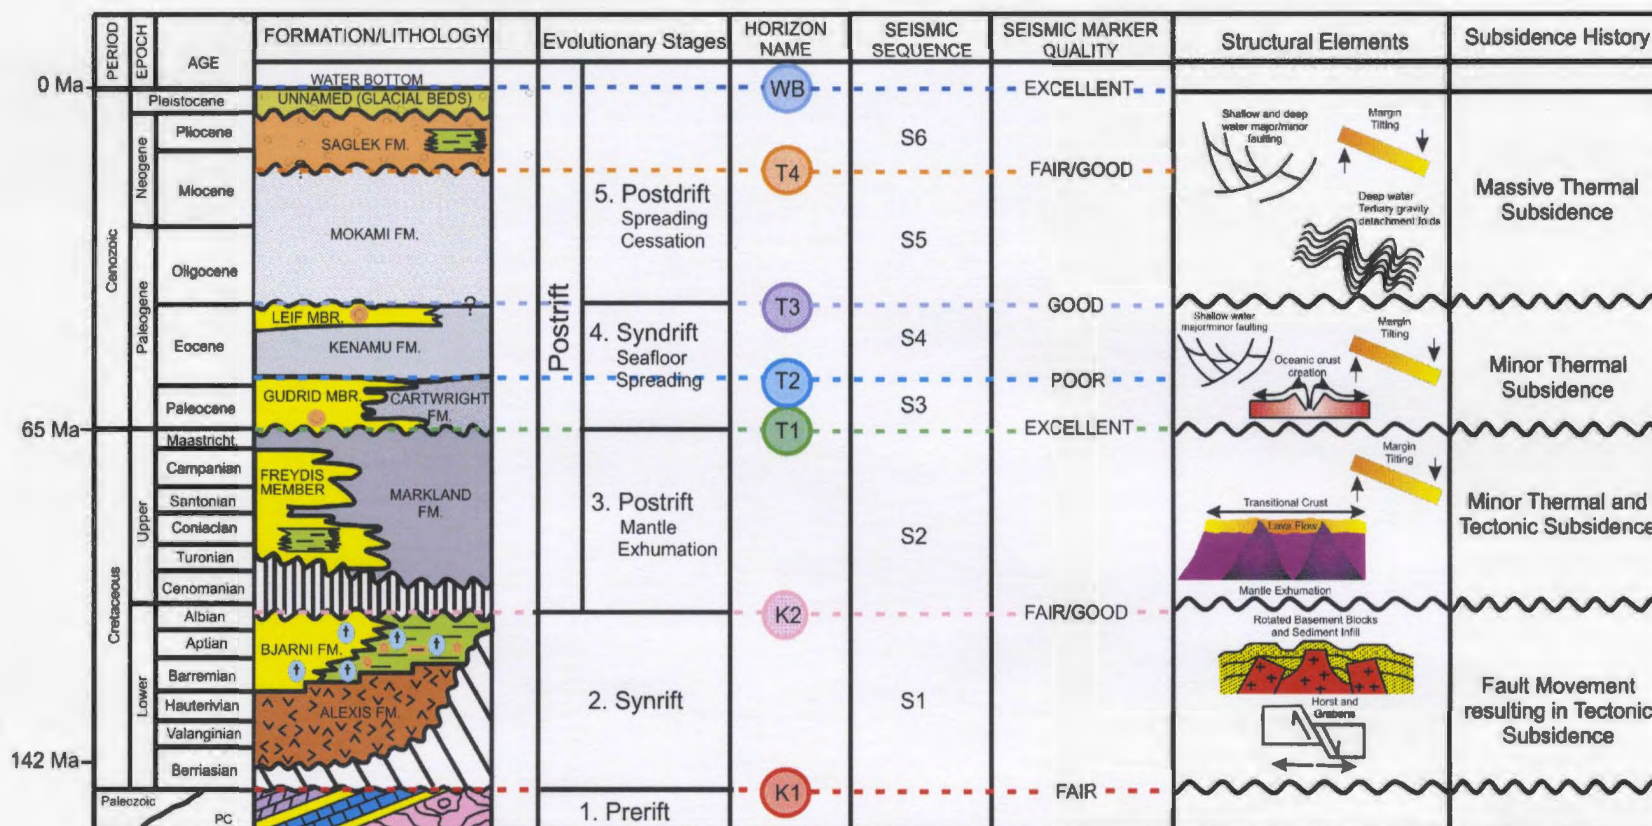 PERIOD
EPOCH
AGE
FORMATION/LITHOLOGY
Evolutionary Stages
HORIZON
NAME
SEISMIC
SEQUENCE
SEISMIC MARKER
QUALITY
Structural Elements
Subsidence History
0 Ma
65 Ma
142 Ma
Cenozoic
Cretaceous
Paleozoic
PC
Neogene
Paleogene
Upper
Lower
Pleistocene
Pliocene
Miocene
Oligocene
Eocene
Paleocene
Maastricht.
Campanian
Santonian
Coniacian
Turonian
Cenomanian
Albian
Aptian
Barremian
Hauterivian
Valanginian
Berriasian
WATER BOTTOM
UNNAMED (GLACIAL BEDS)
SAGLEK FM.
?
MOKAMI FM.
?
LEIF MBR.
KENAMU FM.
GUDRID MBR.
CARTWRIGHT
FM.
FREYDIS
MEMBER
MARKLAND
FM.
BJARNI FM.
ALEXIS FM.
Postrift
5. Postdrift
Spreading
Cessation
4. Syndrift
Seafloor
Spreading
3. Postrift
Mantle
Exhumation
2. Synrift
1. Prerift
WB
T4
T3
T2
T1
K2
K1
S6
S5
S4
S3
S2
S1
EXCELLENT
FAIR/GOOD
GOOD
POOR
EXCELLENT
FAIR/GOOD
FAIR
Shallow and deep
water major/minor
faulting
Margin
Tilting
Deep water
Tertiary gravity
detachment folds
Shallow water
major/minor faulting
Margin
Tilting
Oceanic crust
creation
Margin
Tilting
Transitional Crust
Lava Flow
Mantle Exhumation
Rotated Basement Blocks
and Sediment Infill
Horst and
Grabens
Massive Thermal
Subsidence
Minor Thermal
Subsidence
Minor Thermal and
Tectonic Subsidence
Fault Movement
resulting in Tectonic
Subsidence